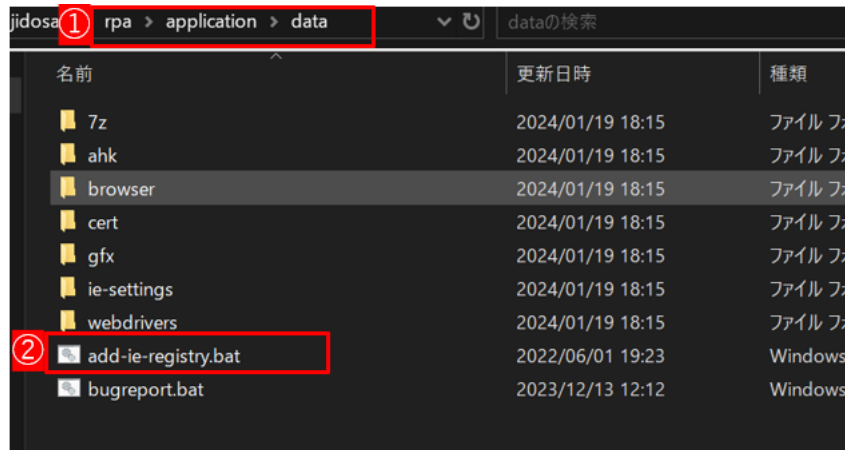 jidosa ① rpa > application > data dataの検索
名前 更新日時 種類
7z 2024/01/19 18:15 ファイル フ
ahk 2024/01/19 18:15 ファイル フ
browser 2024/01/19 18:15 ファイル フ
cert 2024/01/19 18:15 ファイル フ
gfx 2024/01/19 18:15 ファイル フ
ie-settings 2024/01/19 18:15 ファイル フ
webdrivers 2024/01/19 18:15 ファイル フ
② add-ie-registry.bat 2022/06/01 19:23 Windows
bugreport.bat 2023/12/13 12:12 Windows